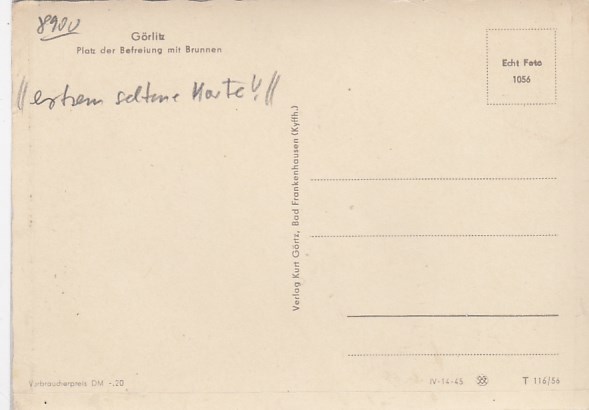 8900
Görlitz
Platz der Befreiung mit Brunnen
Echt Foto
1056
"extrem seltene Karte!!"
Verlag Kurt Görtz, Bad Frankenhausen (Kyffh.)
Verbraucherpreis DM -.20
IV-14-45
T 116/56